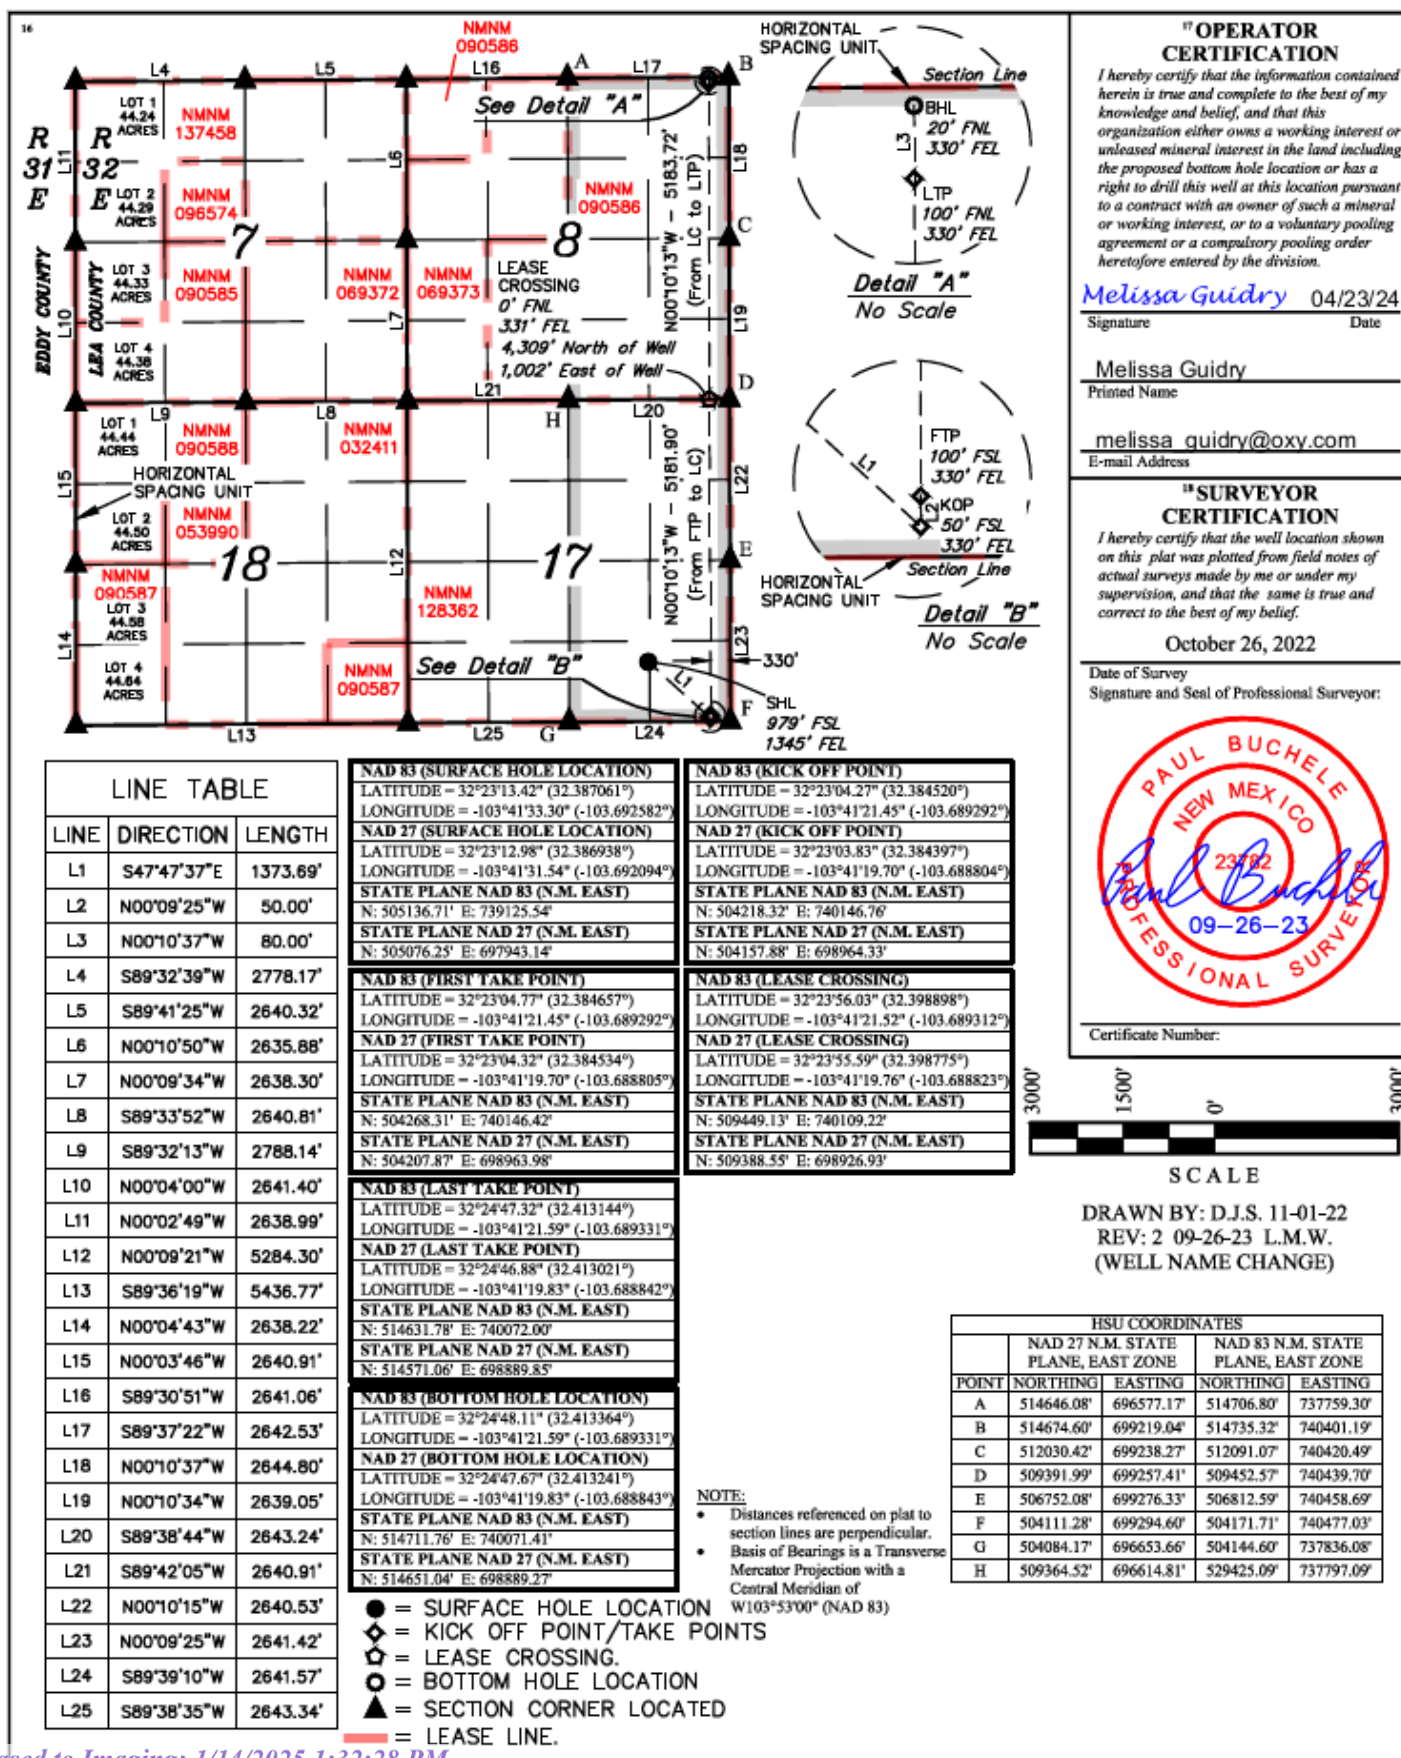 16
NMNM
090586
L4
L5
L16
A
L17
B
See Detail "A"
LOT 1
44.24
ACRES
NMNM
137458
R
31
E
R
32
E
L11
L6
L18
LOT 2
44.29
ACRES
NMNM
096574
NMNM
090586
7
8
C
N00°10'13"W - 5183.72'
(From LC to LTP)
EDDY COUNTY
LEA COUNTY
LOT 3
44.33
ACRES
NMNM
090585
NMNM
069372
NMNM
069373
LEASE
CROSSING
0' FNL
331' FEL
4,309' North of Well
1,002' East of Well
L10
L7
L19
LOT 4
44.38
ACRES
D
L9
L8
L21
H
L20
LOT 1
44.44
ACRES
NMNM
090588
NMNM
032411
HORIZONTAL
SPACING UNIT
L15
L22
N00°10'13"W - 5181.90'
(From FTP to LC)
LOT 2
44.50
ACRES
NMNM
053990
18
17
L12
E
NMNM
090587
LOT 3
44.58
ACRES
NMNM
128362
L14
L23
LOT 4
44.64
ACRES
NMNM
090587
See Detail "B"
L1
330'
SHL
979' FSL
1345' FEL
L13
L25
G
L24
F
HORIZONTAL
SPACING UNIT
Section Line
BHL
20' FNL
330' FEL
L3
LTP
100' FNL
330' FEL
Detail "A"
No Scale
FTP
100' FSL
330' FEL
L1
L2
KOP
50' FSL
330' FEL
Section Line
HORIZONTAL
SPACING UNIT
Detail "B"
No Scale
17 OPERATOR
CERTIFICATION
I hereby certify that the information contained
herein is true and complete to the best of my
knowledge and belief, and that this
organization either owns a working interest or
unleased mineral interest in the land including
the proposed bottom hole location or has a
right to drill this well at this location pursuant
to a contract with an owner of such a mineral
or working interest, or to a voluntary pooling
agreement or a compulsory pooling order
heretofore entered by the division.
Melissa Guidry 04/23/24
Signature Date
Melissa Guidry
Printed Name
melissa_guidry@oxy.com
E-mail Address
18 SURVEYOR
CERTIFICATION
I hereby certify that the well location shown
on this plat was plotted from field notes of
actual surveys made by me or under my
supervision, and that the same is true and
correct to the best of my belief.
October 26, 2022
Date of Survey
Signature and Seal of Professional Surveyor:
PAUL BUCHELE
NEW MEXICO
23782
Paul Buchele
09-26-23
PROFESSIONAL SURVEYOR
Certificate Number:
LINE TABLE
LINE DIRECTION LENGTH
L1 S47°47'37"E 1373.69'
L2 N00°09'25"W 50.00'
L3 N00°10'37"W 80.00'
L4 S89°32'39"W 2778.17'
L5 S89°41'25"W 2640.32'
L6 N00°10'50"W 2635.88'
L7 N00°09'34"W 2638.30'
L8 S89°33'52"W 2640.81'
L9 S89°32'13"W 2788.14'
L10 N00°04'00"W 2641.40'
L11 N00°02'49"W 2638.99'
L12 N00°09'21"W 5284.30'
L13 S89°36'19"W 5436.77'
L14 N00°04'43"W 2638.22'
L15 N00°03'46"W 2640.91'
L16 S89°30'51"W 2641.06'
L17 S89°37'22"W 2642.53'
L18 N00°10'37"W 2644.80'
L19 N00°10'34"W 2639.05'
L20 S89°38'44"W 2643.24'
L21 S89°42'05"W 2640.91'
L22 N00°10'15"W 2640.53'
L23 N00°09'25"W 2641.42'
L24 S89°39'10"W 2641.57'
L25 S89°38'35"W 2643.34'
NAD 83 (SURFACE HOLE LOCATION)
LATITUDE = 32°23'13.42" (32.387061°)
LONGITUDE = -103°41'33.30" (-103.692582°)
NAD 27 (SURFACE HOLE LOCATION)
LATITUDE = 32°23'12.98" (32.386938°)
LONGITUDE = -103°41'31.54" (-103.692094°)
STATE PLANE NAD 83 (N.M. EAST)
N: 505136.71' E: 739125.54'
STATE PLANE NAD 27 (N.M. EAST)
N: 505076.25' E: 697943.14'
NAD 83 (KICK OFF POINT)
LATITUDE = 32°23'04.27" (32.384520°)
LONGITUDE = -103°41'21.45" (-103.689292°)
NAD 27 (KICK OFF POINT)
LATITUDE = 32°23'03.83" (32.384397°)
LONGITUDE = -103°41'19.70" (-103.688804°)
STATE PLANE NAD 83 (N.M. EAST)
N: 504218.32' E: 740146.76'
STATE PLANE NAD 27 (N.M. EAST)
N: 504157.88' E: 698964.33'
NAD 83 (FIRST TAKE POINT)
LATITUDE = 32°23'04.77" (32.384657°)
LONGITUDE = -103°41'21.45" (-103.689292°)
NAD 27 (FIRST TAKE POINT)
LATITUDE = 32°23'04.32" (32.384534°)
LONGITUDE = -103°41'19.70" (-103.688805°)
STATE PLANE NAD 83 (N.M. EAST)
N: 504268.31' E: 740146.42'
STATE PLANE NAD 27 (N.M. EAST)
N: 504207.87' E: 698963.98'
NAD 83 (LEASE CROSSING)
LATITUDE = 32°23'56.03" (32.398898°)
LONGITUDE = -103°41'21.52" (-103.689312°)
NAD 27 (LEASE CROSSING)
LATITUDE = 32°23'55.59" (32.398775°)
LONGITUDE = -103°41'19.76" (-103.688823°)
STATE PLANE NAD 83 (N.M. EAST)
N: 509449.13' E: 740109.22'
STATE PLANE NAD 27 (N.M. EAST)
N: 509388.55' E: 698926.93'
NAD 83 (LAST TAKE POINT)
LATITUDE = 32°24'47.32" (32.413144°)
LONGITUDE = -103°41'21.59" (-103.689331°)
NAD 27 (LAST TAKE POINT)
LATITUDE = 32°24'46.88" (32.413021°)
LONGITUDE = -103°41'19.83" (-103.688842°)
STATE PLANE NAD 83 (N.M. EAST)
N: 514631.78' E: 740072.00'
STATE PLANE NAD 27 (N.M. EAST)
N: 514571.06' E: 698889.85'
NAD 83 (BOTTOM HOLE LOCATION)
LATITUDE = 32°24'48.11" (32.413364°)
LONGITUDE = -103°41'21.59" (-103.689331°)
NAD 27 (BOTTOM HOLE LOCATION)
LATITUDE = 32°24'47.67" (32.413241°)
LONGITUDE = -103°41'19.83" (-103.688843°)
STATE PLANE NAD 83 (N.M. EAST)
N: 514711.76' E: 740071.41'
STATE PLANE NAD 27 (N.M. EAST)
N: 514651.04' E: 698889.27'
3000' 1500' 0' 3000'
SCALE
DRAWN BY: D.J.S. 11-01-22
REV: 2 09-26-23 L.M.W.
(WELL NAME CHANGE)
HSU COORDINATES
NAD 27 N.M. STATE PLANE, EAST ZONE NAD 83 N.M. STATE PLANE, EAST ZONE
POINT NORTHING EASTING NORTHING EASTING
A 514646.08' 696577.17' 514706.80' 737759.30'
B 514674.60' 699219.04' 514735.32' 740401.19'
C 512030.42' 699238.27' 512091.07' 740420.49'
D 509391.99' 699257.41' 509452.57' 740439.70'
E 506752.08' 699276.33' 506812.59' 740458.69'
F 504111.28' 699294.60' 504171.71' 740477.03'
G 504084.17' 696653.66' 504144.60' 737836.08'
H 509364.52' 696614.81' 529425.09' 737797.09'
NOTE:
• Distances referenced on plat to
section lines are perpendicular.
• Basis of Bearings is a Transverse
Mercator Projection with a
Central Meridian of
W103°53'00" (NAD 83)
= SURFACE HOLE LOCATION
= KICK OFF POINT/TAKE POINTS
= LEASE CROSSING.
= BOTTOM HOLE LOCATION
= SECTION CORNER LOCATED
= LEASE LINE.
ased to Imaging: 1/14/2025 1:32:28 PM